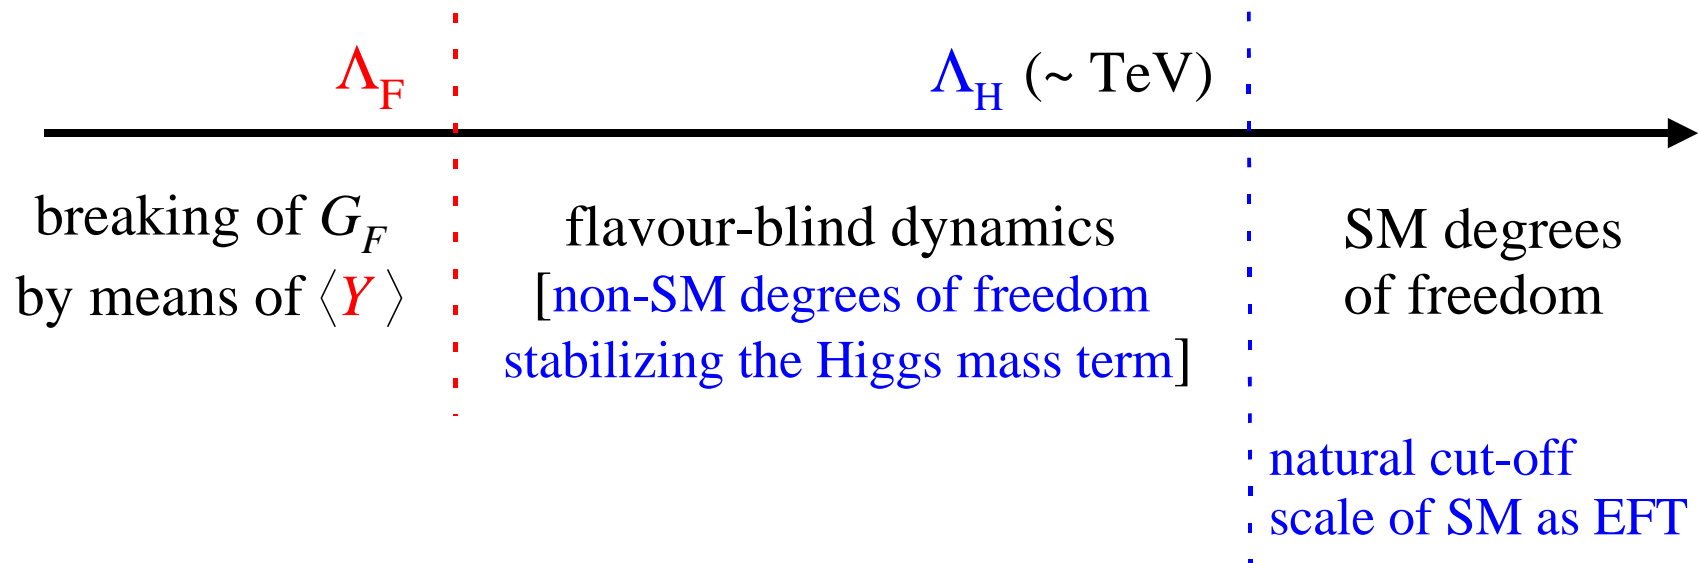 Λ_F
Λ_H (~ TeV)
breaking of G_F
by means of ⟨Y⟩
flavour-blind dynamics
[non-SM degrees of freedom
stabilizing the Higgs mass term]
SM degrees
of freedom
natural cut-off
scale of SM as EFT